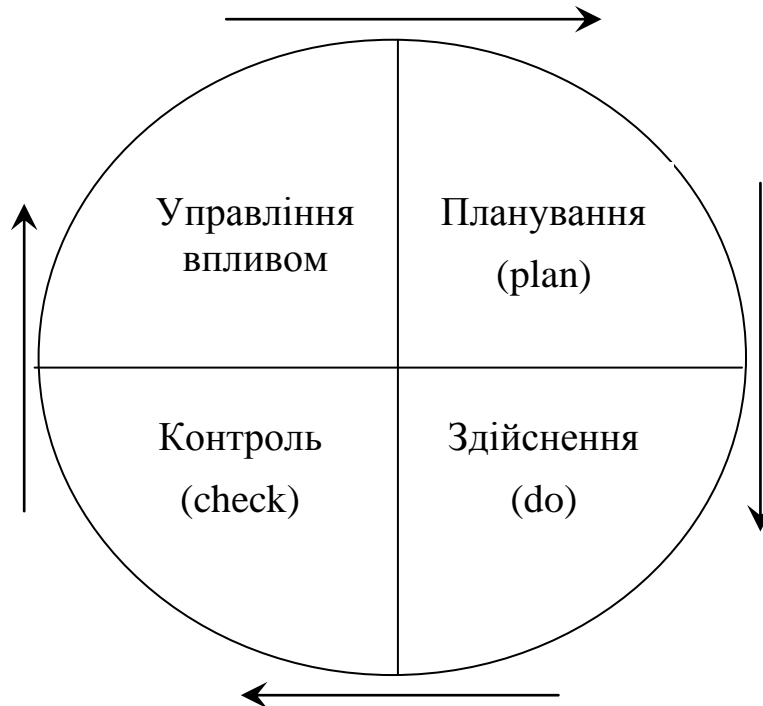 Управління
впливом
Планування
(plan)
Контроль
(check)
Здійснення
(do)